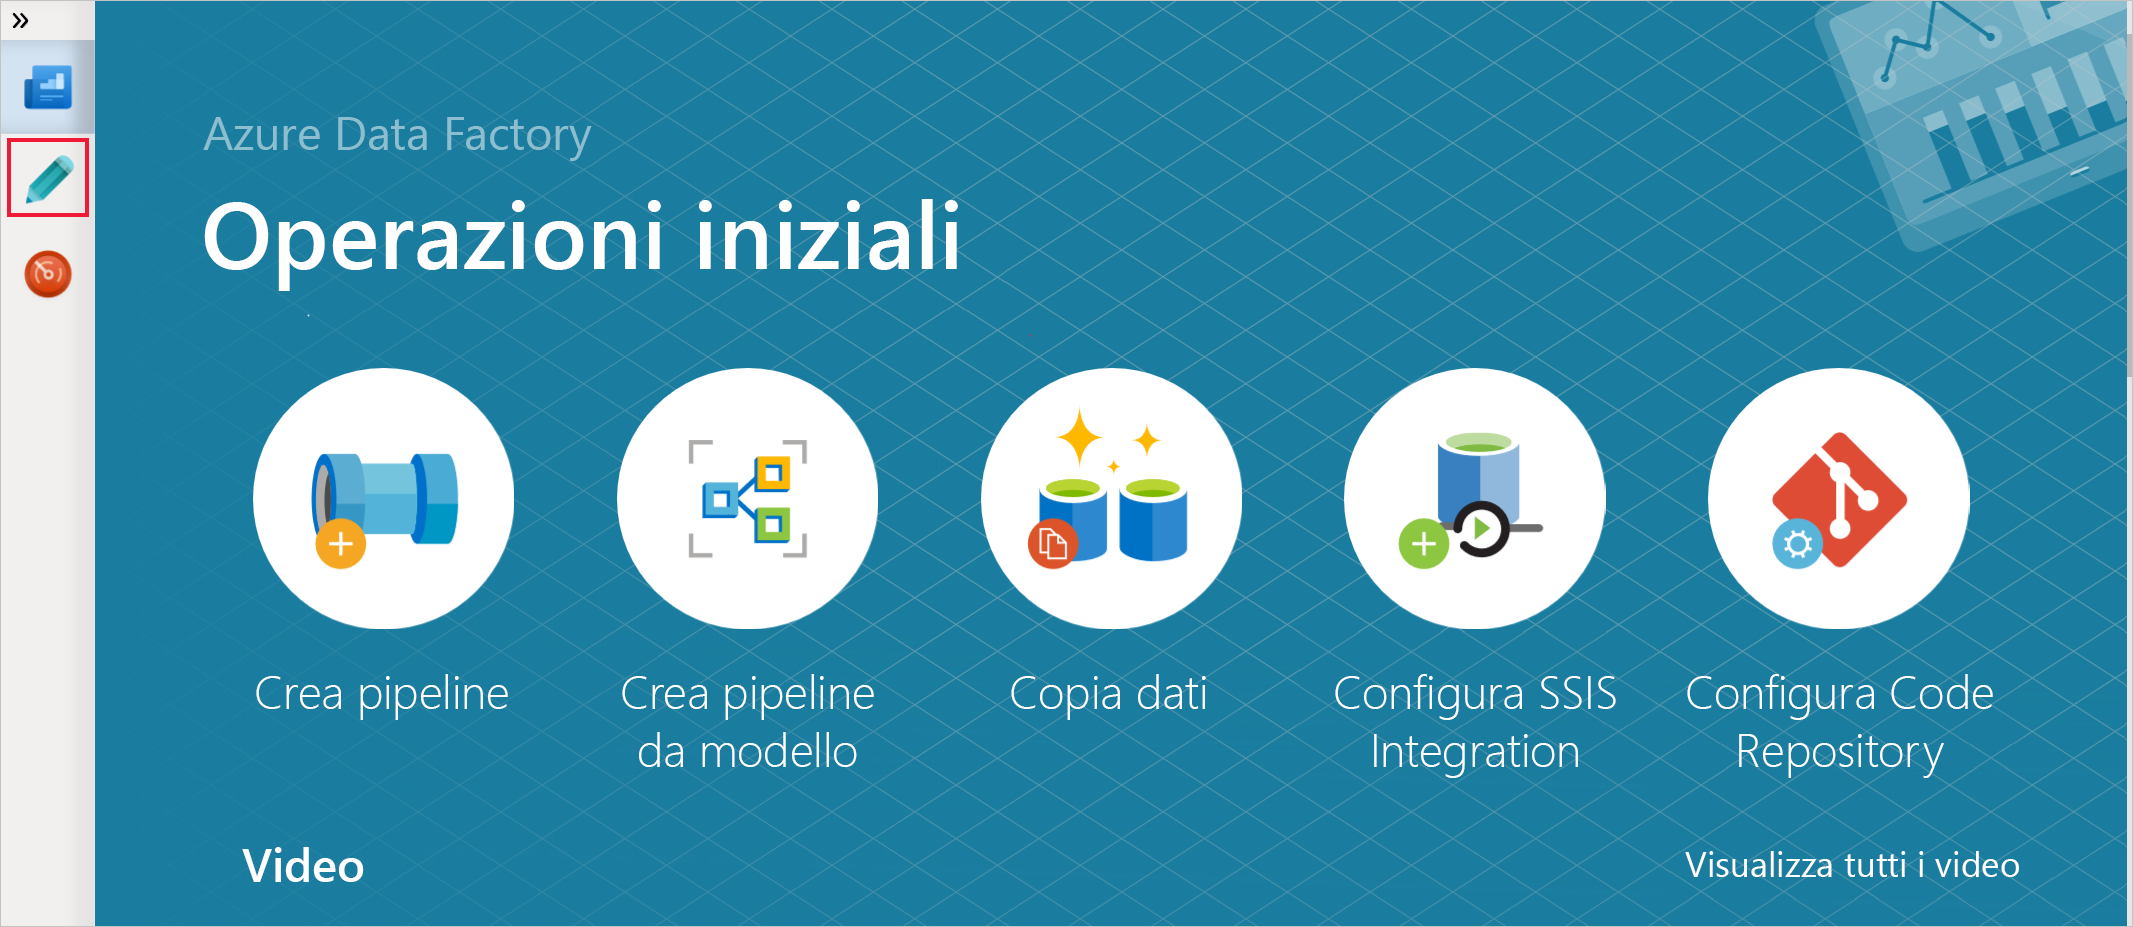 Azure Data Factory
Operazioni iniziali
Crea pipeline
Crea pipeline
da modello
Copia dati
Configura SSIS
Integration
Configura Code
Repository
Video
Visualizza tutti i video